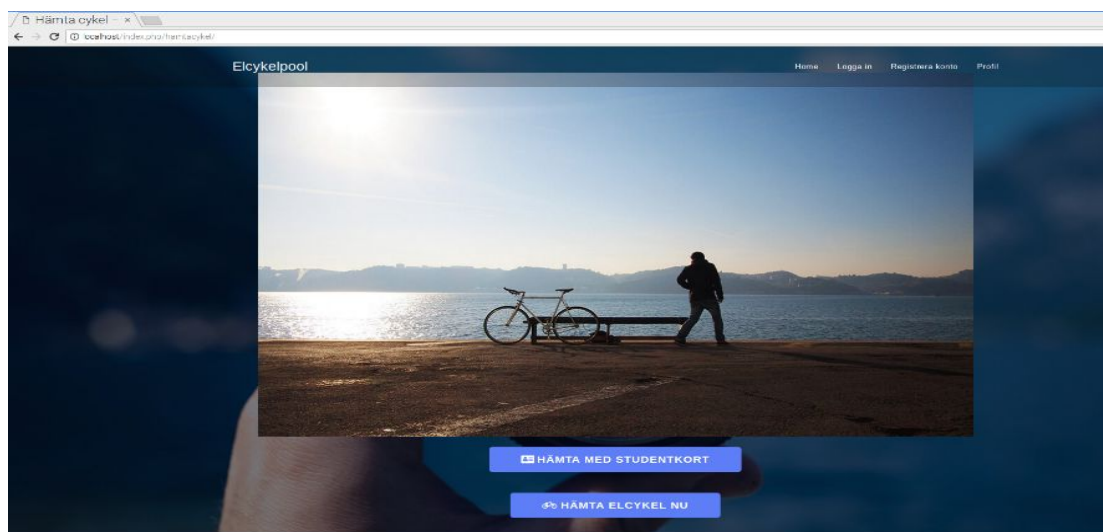 Hämta cykel - ×
localhost/index.php/hamtacykel/
Elcykelpool
Home Logga in Registrera konto Profil
HÄMTA MED STUDENTKORT
HÄMTA ELCYKEL NU